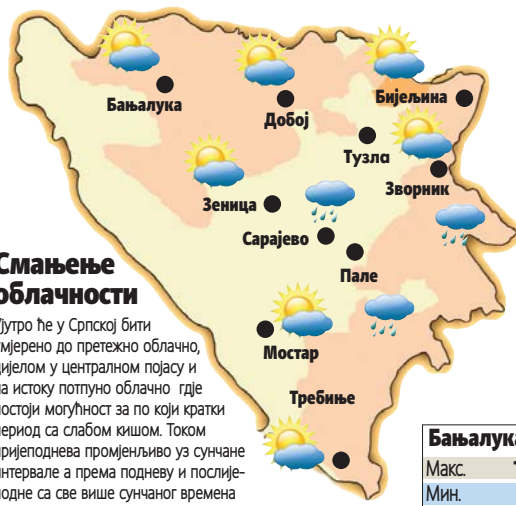 Бањалука
Добој
Бијељина
Тузла
Зворник
Зеница
Сарајево
Пале
Мостар
Требиње
Смањење
облачности
Ујутро ће у Српској бити
умјерено до претежно облачно,
дијелом у централном појасу и
на истоку потпуно облачно гдје
постоји могућност за по који кратки
период са слабом кишом. Током
пријеподнева промјенљиво уз сунчане
интервале а према подневу и послије-
подне са све више сунчаног времена
Бањалука
Макс.
Мин.